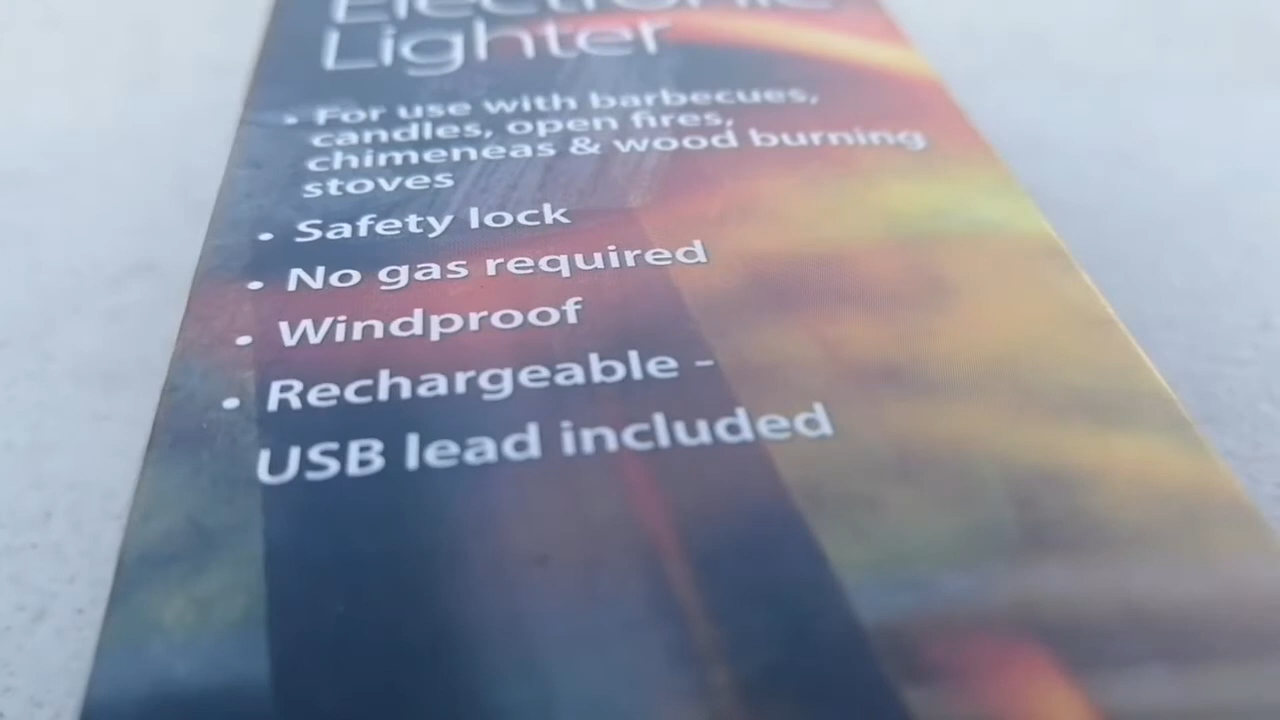 Electronic
Lighter
• For use with barbecues,
candles, open fires,
chimeneas & wood burning
stoves
• Safety lock
• No gas required
• Windproof
• Rechargeable -
USB lead included